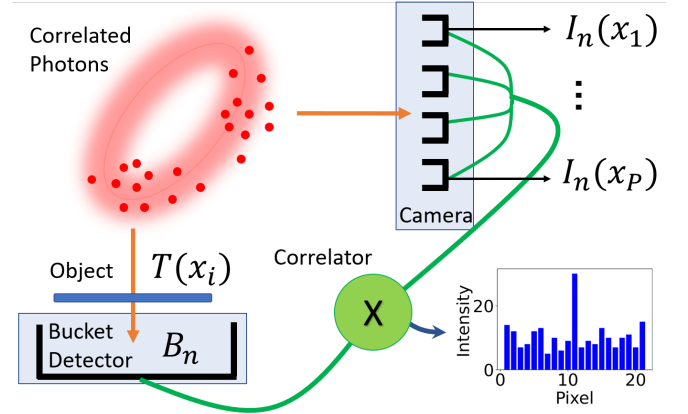 Correlated
Photons
I_n(x_1)
⋮
I_n(x_P)
Camera
Correlator
Object
T(x_i)
Bucket
Detector
B_n
X
Intensity
20
0
0
10
20
Pixel